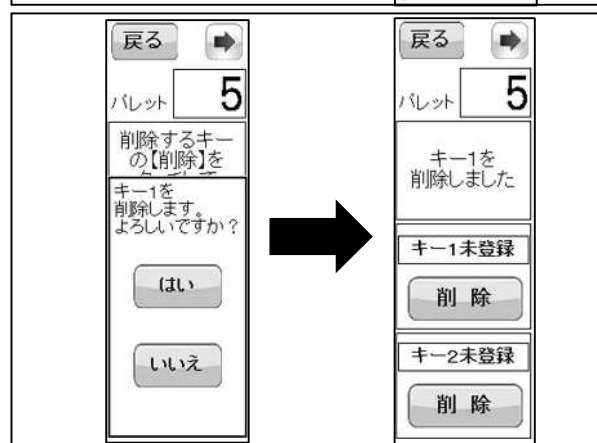 戻る
パレット 5
削除するキー
の【削除】を
キー1を
削除します。
よろしいですか？
はい
いいえ
戻る
パレット 5
キー1を
削除しました
キー1未登録
削 除
キー2未登録
削 除